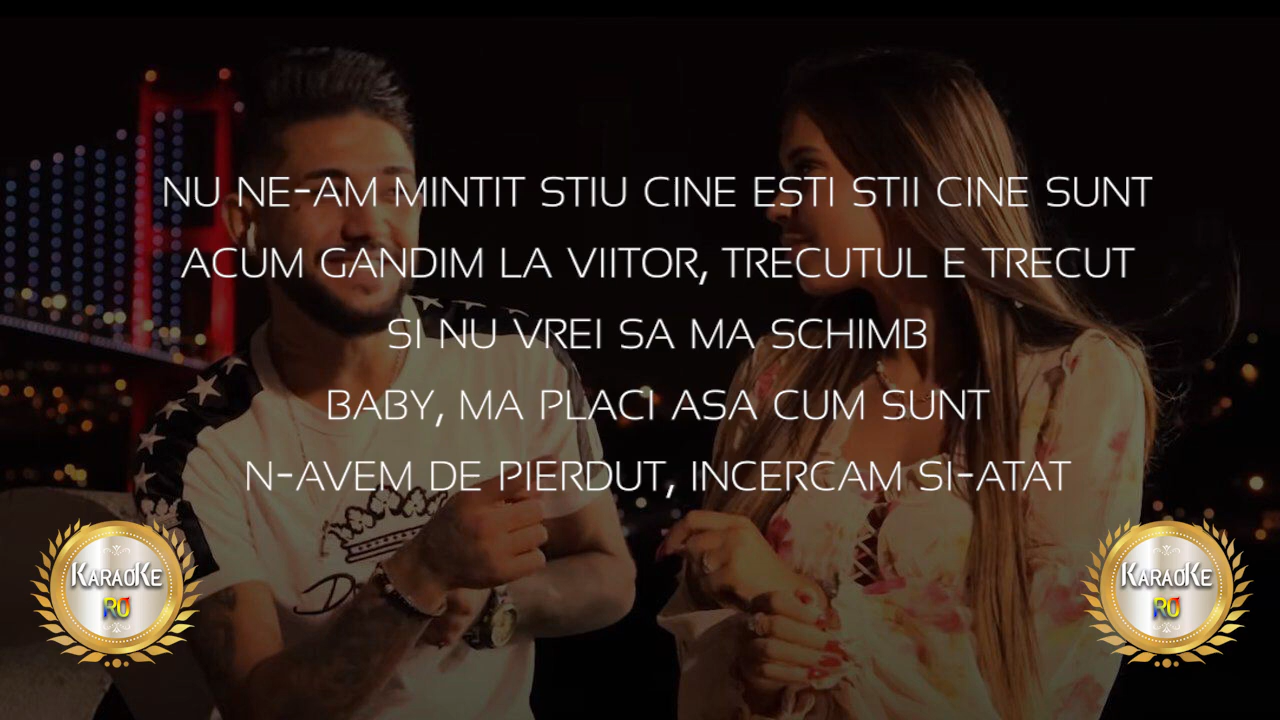 NU NE-AM MINTIT STIU CINE ESTI STII CINE SUNT
ACUM GANDIM LA VIITOR, TRECUTUL E TRECUT
SI NU VREI SA MA SCHIMB
BABY, MA PLACI ASA CUM SUNT
N-AVEM DE PIERDUT, INCERCAM SI-ATAT
KARAOKE
RO
KARAOKE
RO